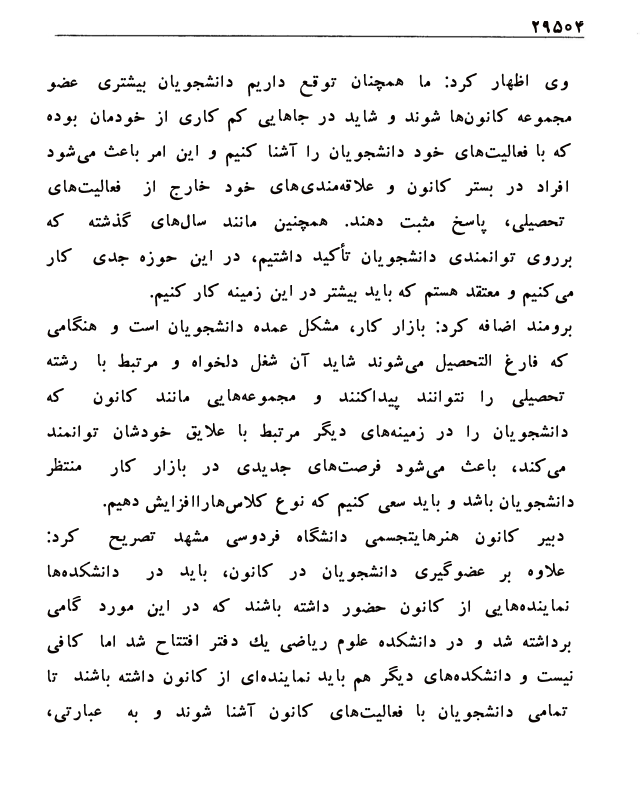 ۲۹۵۰۴
وی اظهار کرد: ما همچنان توقع داریم دانشجویان بیشتری عضو
مجموعه کانون‌ها شوند و شاید در جاهایی کم کاری از خودمان بوده
که با فعالیت‌های خود دانشجویان را آشنا کنیم و این امر باعث می‌شود
افراد در بستر کانون و علاقه‌مندی‌های خود خارج از فعالیت‌های
تحصیلی، پاسخ مثبت دهند. همچنین مانند سال‌های گذشته که
برروی توانمندی دانشجویان تأکید داشتیم، در این حوزه جدی کار
می‌کنیم و معتقد هستم که باید بیشتر در این زمینه کار کنیم.
برومند اضافه کرد: بازار کار، مشکل عمده دانشجویان است و هنگامی
که فارغ التحصیل می‌شوند شاید آن شغل دلخواه و مرتبط با رشته
تحصیلی را نتوانند پیداکنند و مجموعه‌هایی مانند کانون که
دانشجویان را در زمینه‌های دیگر مرتبط با علایق خودشان توانمند
می‌کند، باعث می‌شود فرصت‌های جدیدی در بازار کار منتظر
دانشجویان باشد و باید سعی کنیم که نوع کلاس‌هاراافزایش دهیم.
دبیر کانون هنرهایتجسمی دانشگاه فردوسی مشهد تصریح کرد:
علاوه بر عضوگیری دانشجویان در کانون، باید در دانشکده‌ها
نماینده‌هایی از کانون حضور داشته باشند که در این مورد گامی
برداشته شد و در دانشکده علوم ریاضی یك دفتر افتتاح شد اما کافی
نیست و دانشکده‌های دیگر هم باید نماینده‌ای از کانون داشته باشند تا
تمامی دانشجویان با فعالیت‌های کانون آشنا شوند و به عبارتی،